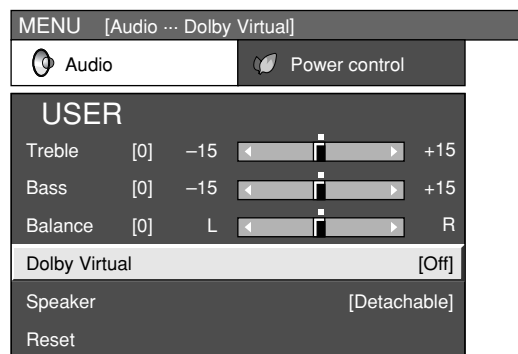 MENU [Audio ··· Dolby Virtual]
Audio Power control
USER
Treble [0] –15 +15
Bass [0] –15 +15
Balance [0] L R
Dolby Virtual [Off]
Speaker [Detachable]
Reset